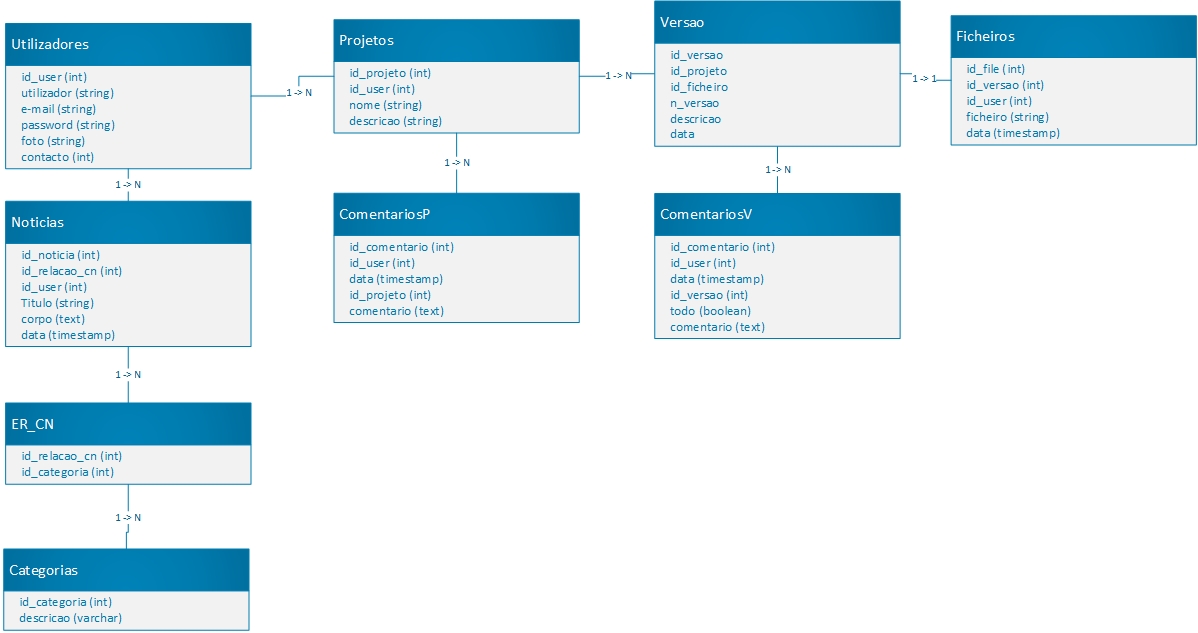 Utilizadores
id_user (int)
utilizador (string)
e-mail (string)
password (string)
foto (string)
contacto (int)
1 -> N
Projetos
id_projeto (int)
id_user (int)
nome (string)
descricao (string)
1 -> N
Versao
id_versao
id_projeto
id_ficheiro
n_versao
descricao
data
1 -> 1
Ficheiros
id_file (int)
id_versao (int)
id_user (int)
ficheiro (string)
data (timestamp)
1 -> N
1 -> N
1 -> N
Noticias
id_noticia (int)
id_relacao_cn (int)
id_user (int)
Titulo (string)
corpo (text)
data (timestamp)
ComentariosP
id_comentario (int)
id_user (int)
data (timestamp)
id_projeto (int)
comentario (text)
ComentariosV
id_comentario (int)
id_user (int)
data (timestamp)
id_versao (int)
todo (boolean)
comentario (text)
1 -> N
ER_CN
id_relacao_cn (int)
id_categoria (int)
1 -> N
Categorias
id_categoria (int)
descricao (varchar)